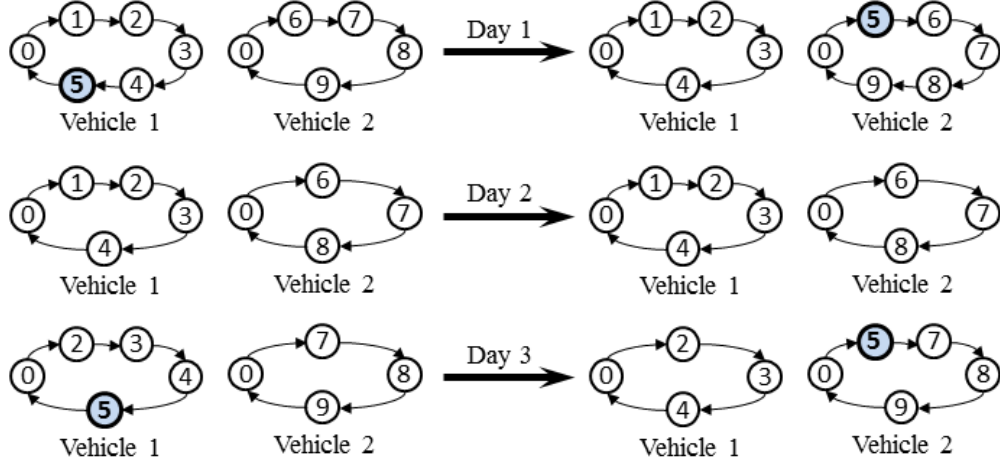 1 2 6 7 Day 1 1 2 5 6
0 3 0 8 0 3 0 7
5 4 9 4 9 8
Vehicle 1 Vehicle 2 Vehicle 1 Vehicle 2
1 2 6 Day 2 1 2 6
0 3 0 7 0 3 0 7
4 8 4 8
Vehicle 1 Vehicle 2 Vehicle 1 Vehicle 2
2 3 7 Day 3 2 5 7
0 4 0 8 0 3 0 8
5 9 4 9
Vehicle 1 Vehicle 2 Vehicle 1 Vehicle 2